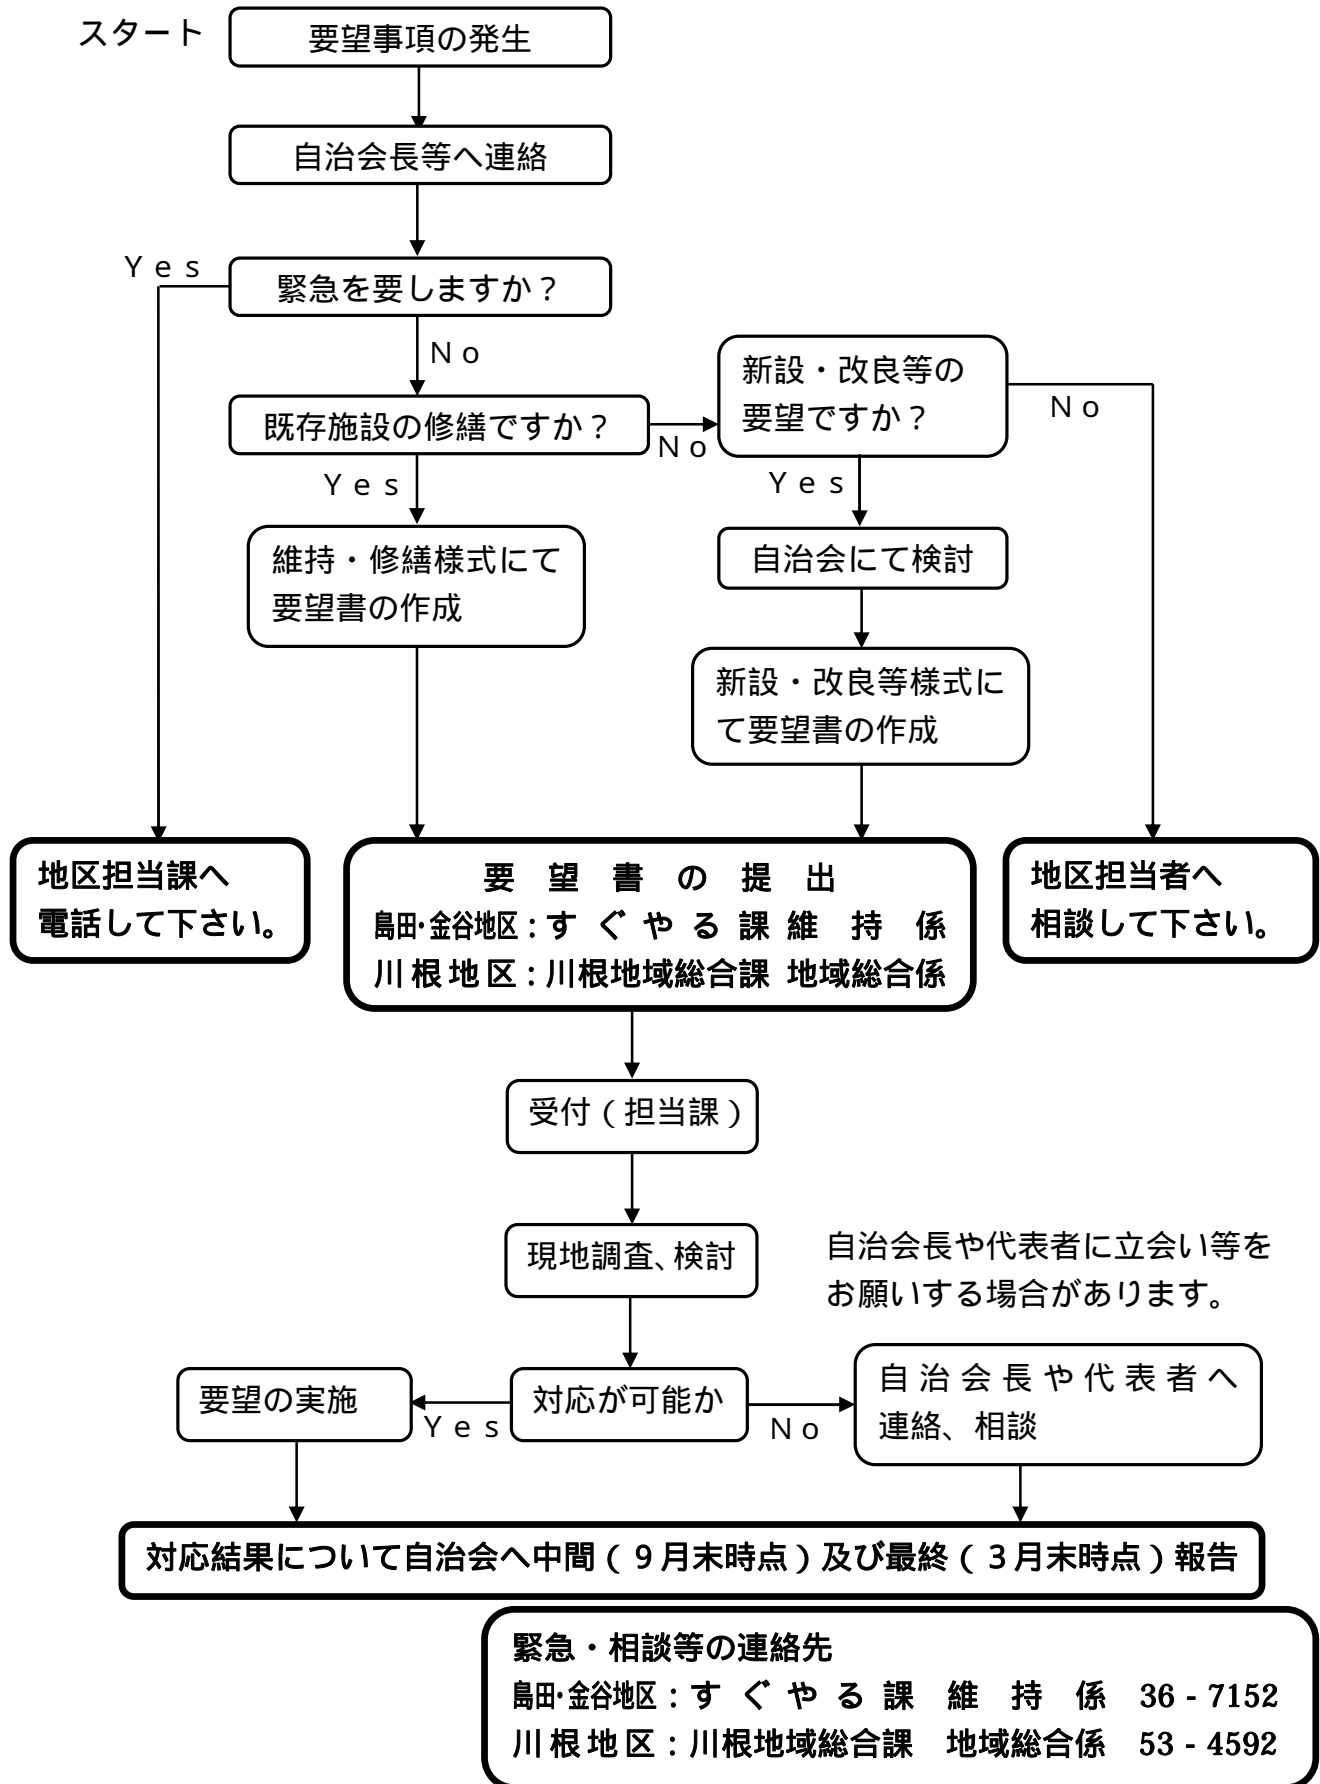 スタート
要望事項の発生
自治会長等へ連絡
Yes
緊急を要しますか？
No
既存施設の修繕ですか？
No
新設・改良等の
要望ですか？
No
Yes
維持・修繕様式にて
要望書の作成
Yes
自治会にて検討
新設・改良等様式に
て要望書の作成
地区担当課へ
電話して下さい。
要望書の提出
島田・金谷地区：すぐやる課維持係
川根地区：川根地域総合課 地域総合係
地区担当者へ
相談して下さい。
受付（担当課）
現地調査、検討
自治会長や代表者に立会い等を
お願いする場合があります。
対応が可能か
Yes
要望の実施
No
自治会長や代表者へ
連絡、相談
対応結果について自治会へ中間（９月末時点）及び最終（３月末時点）報告
緊急・相談等の連絡先
島田・金谷地区：すぐやる課 維持係 36 - 7152
川根地区：川根地域総合課 地域総合係 53 - 4592